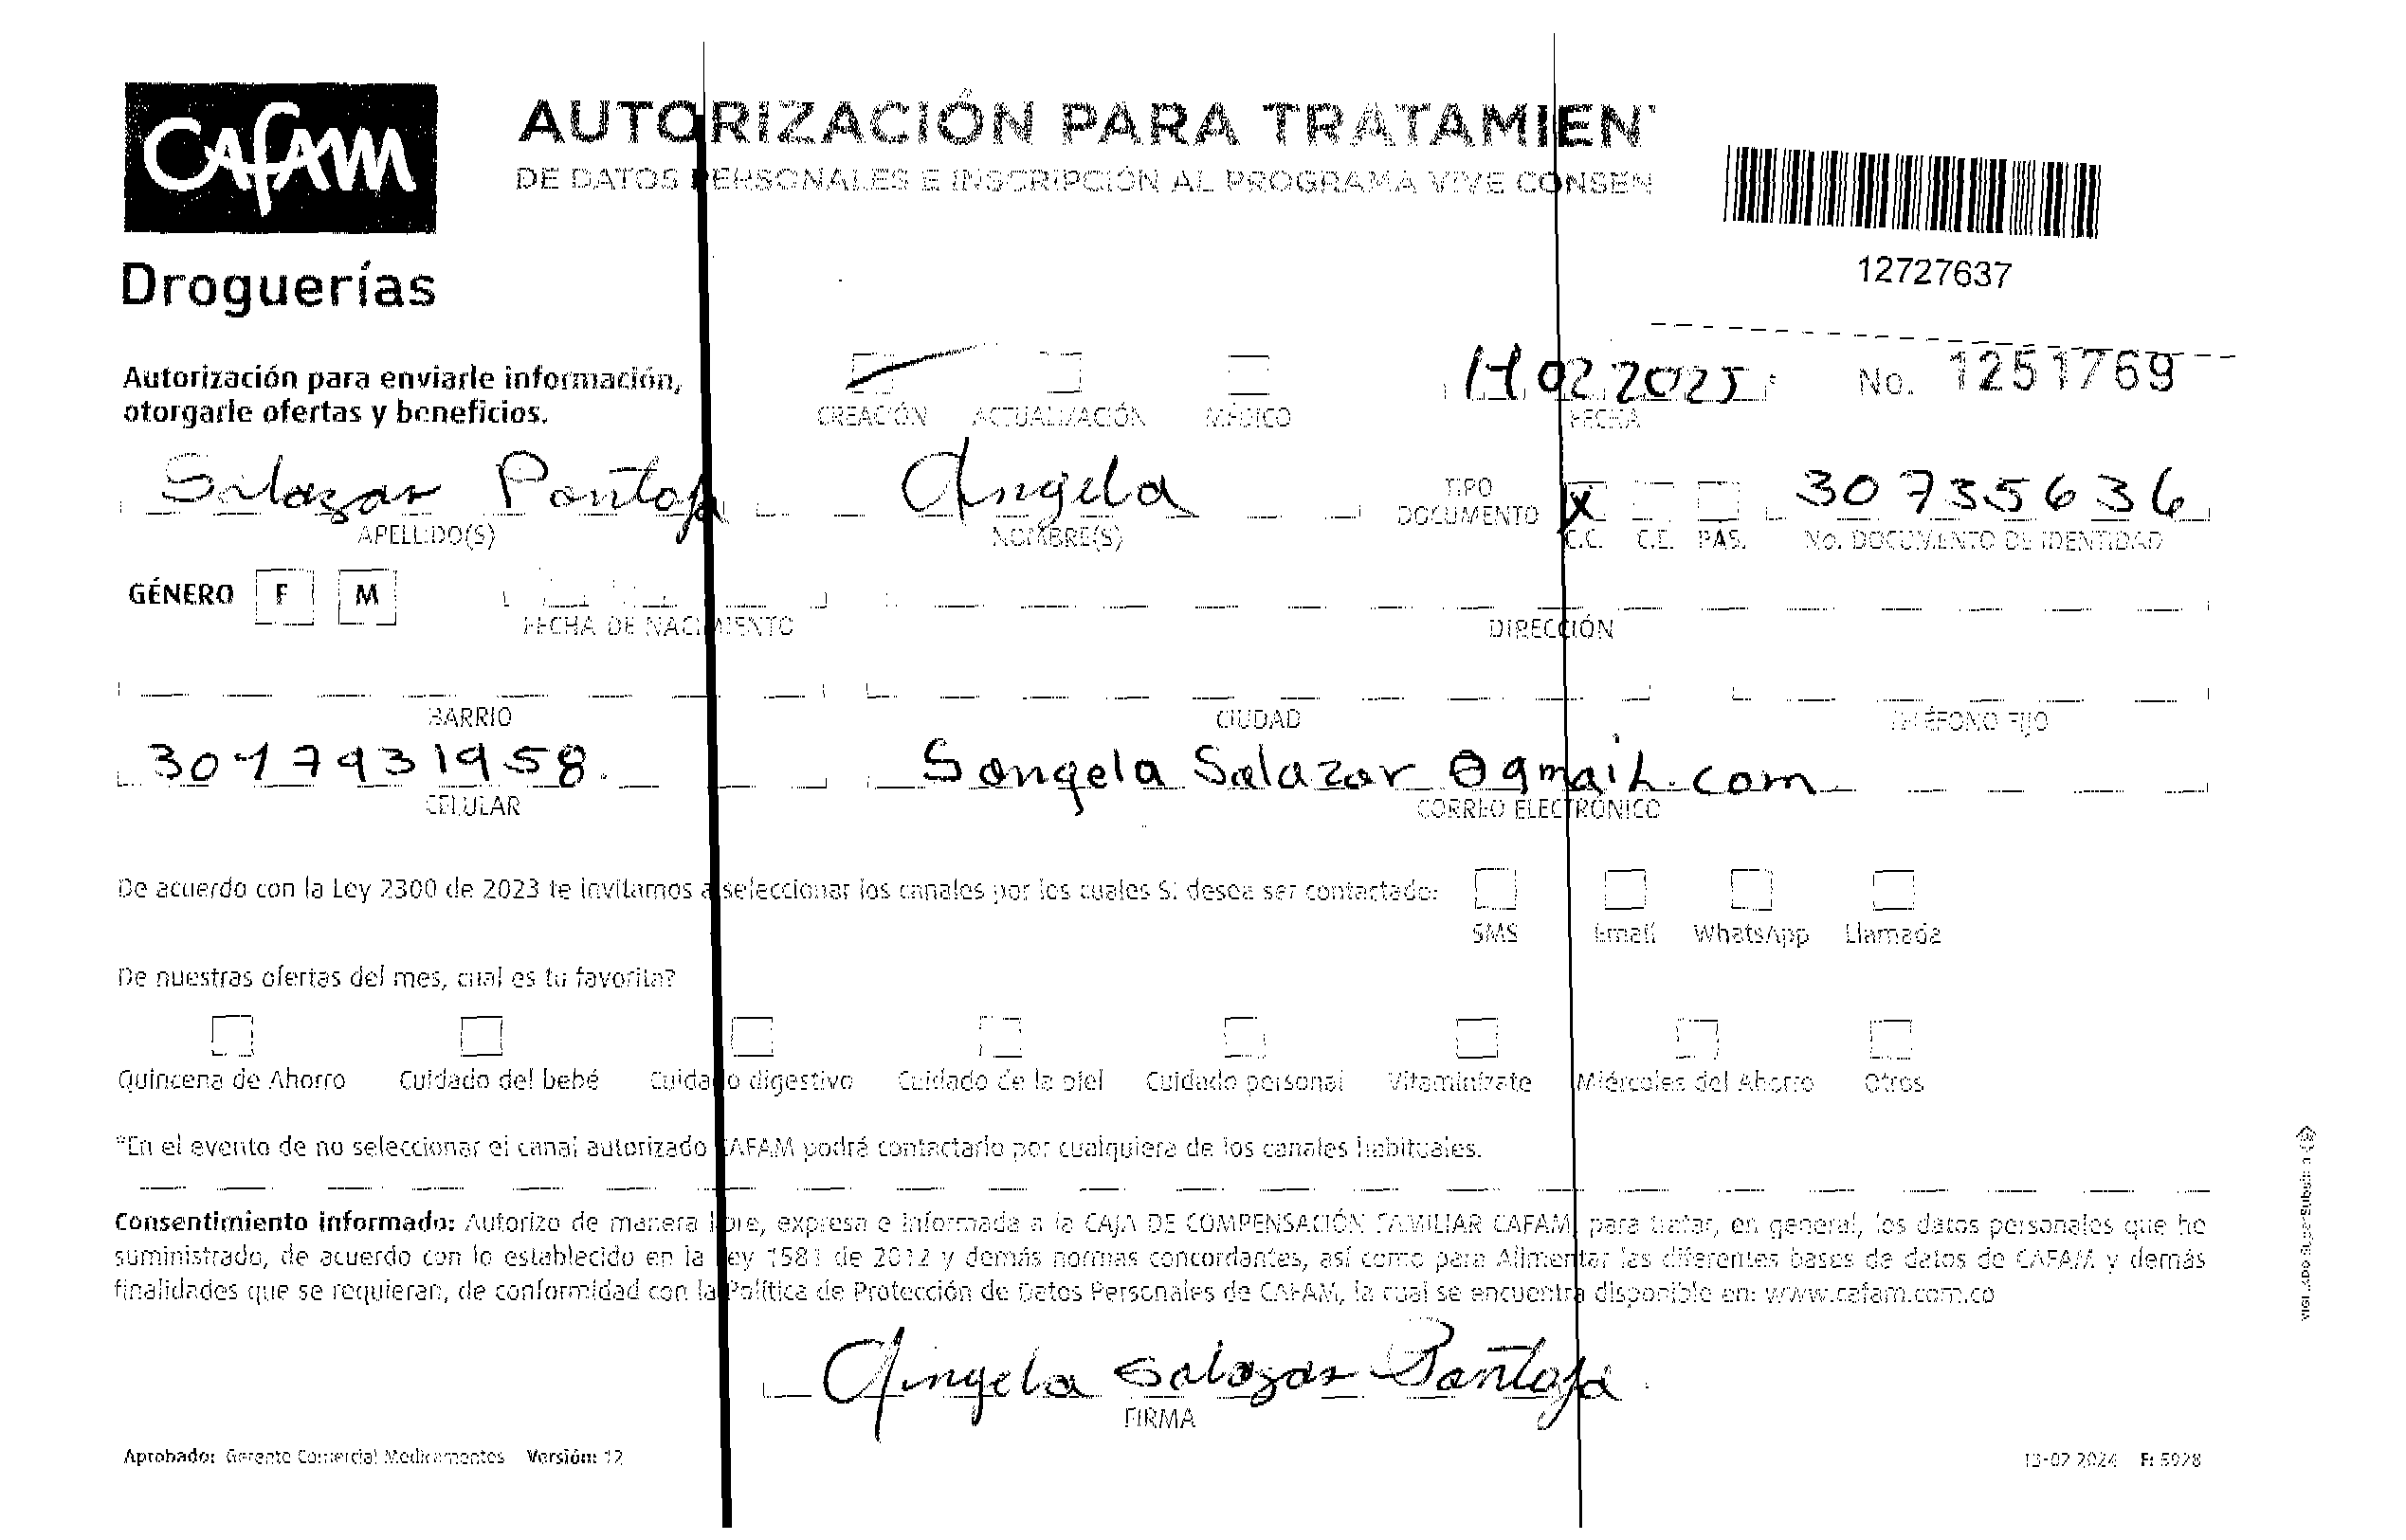 CAFAM
Droguerías
AUTORIZACIÓN PARA TRATAMIEN
DE DATOS PERSONALES E INSCRIPCIÓN AL PROGRAMA VIVE CONSEN
12727637
Autorización para enviarle información,
otorgarle ofertas y beneficios.
CREACIÓN ACTUALIZACIÓN MÉDICO
02 2025
FECHA
No. 1251769
Salazar Pantoja
APELLIDO(S)
Angela
NOMBRE(S)
TIPO
DOCUMENTO
X
C.C. C.E. PAS.
30735636
No. DOCUMENTO DE IDENTIDAD
GÉNERO F M
FECHA DE NACIMIENTO
DIRECCIÓN
BARRIO
CIUDAD
TELÉFONO FIJO
3017931958
CELULAR
SangelaSalazar@gmail.com
CORREO ELECTRÓNICO
De acuerdo con la Ley 2300 de 2023 te invitamos a seleccionar los canales por los cuales SI desea ser contactado:
SMS Email WhatsApp Llamada
De nuestras ofertas del mes, cual es tu favorita?
Quincena de Ahorro Cuidado del bebé Cuidado digestivo Cuidado de la piel Cuidado personal Vitamínizate Miércoles del Ahorro Otros
*En el evento de no seleccionar el canal autorizado CAFAM podrá contactarlo por cualquiera de los canales habituales.
Consentimiento informado: Autorizo de manera libre, expresa e informada a la CAJA DE COMPENSACIÓN FAMILIAR CAFAM, para tratar, en general, los datos personales que he
suministrado, de acuerdo con lo establecido en la Ley 1581 de 2012 y demás normas concordantes, así como para Alimentar las diferentes bases de datos de CAFAM y demás
finalidades que se requieran, de conformidad con la Política de Protección de Datos Personales de CAFAM, la cual se encuentra disponible en: www.cafam.com.co
Angela Salazar Pantoja
FIRMA
Aprobado: Gerente Comercial Medicamentos Versión: 12
13-02 2024 F: 5928